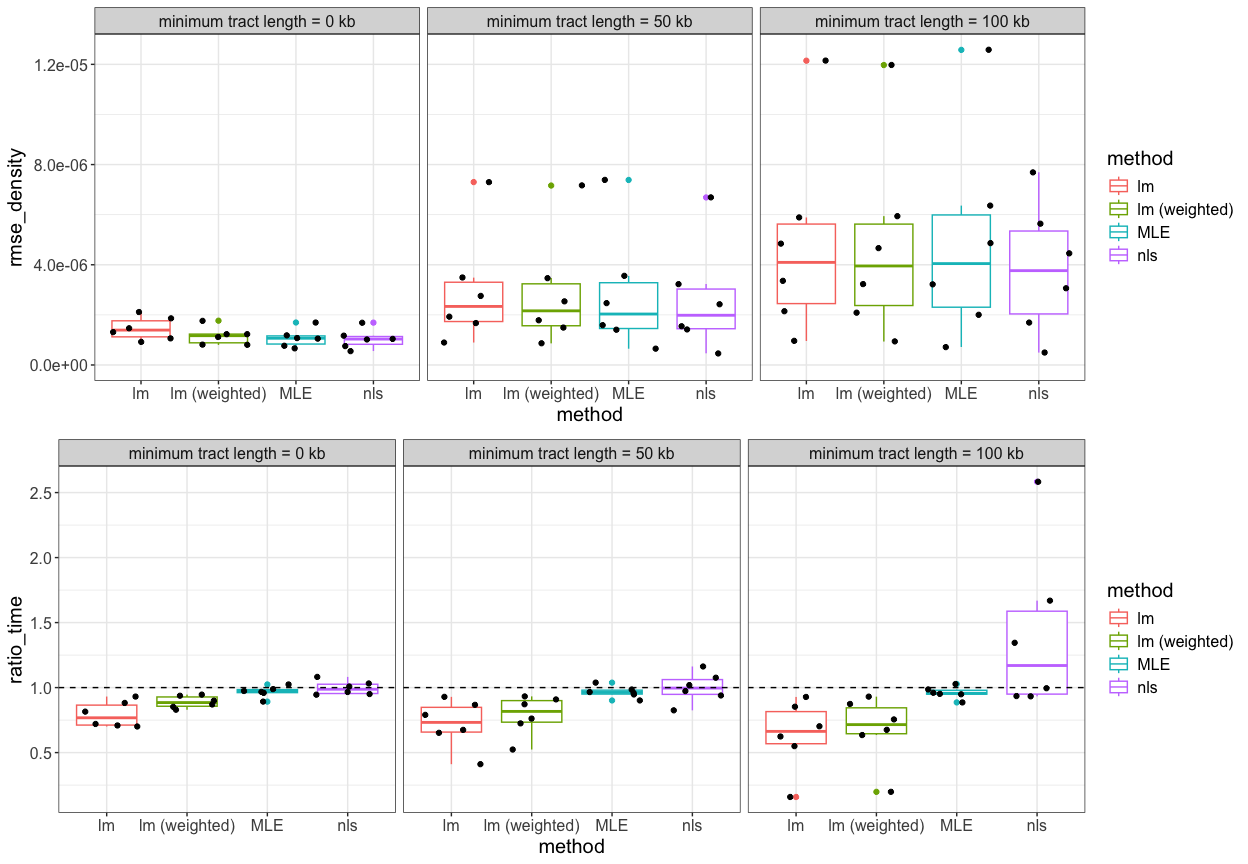 minimum tract length = 0 kb minimum tract length = 50 kb minimum tract length = 100 kb
1.2e-05
8.0e-06
4.0e-06
0.0e+00
rmse_density
lm lm (weighted) MLE nls lm lm (weighted) MLE nls lm lm (weighted) MLE nls
method
method
lm
lm (weighted)
MLE
nls
minimum tract length = 0 kb minimum tract length = 50 kb minimum tract length = 100 kb
2.5
2.0
1.5
1.0
0.5
ratio_time
lm lm (weighted) MLE nls lm lm (weighted) MLE nls lm lm (weighted) MLE nls
method
method
lm
lm (weighted)
MLE
nls